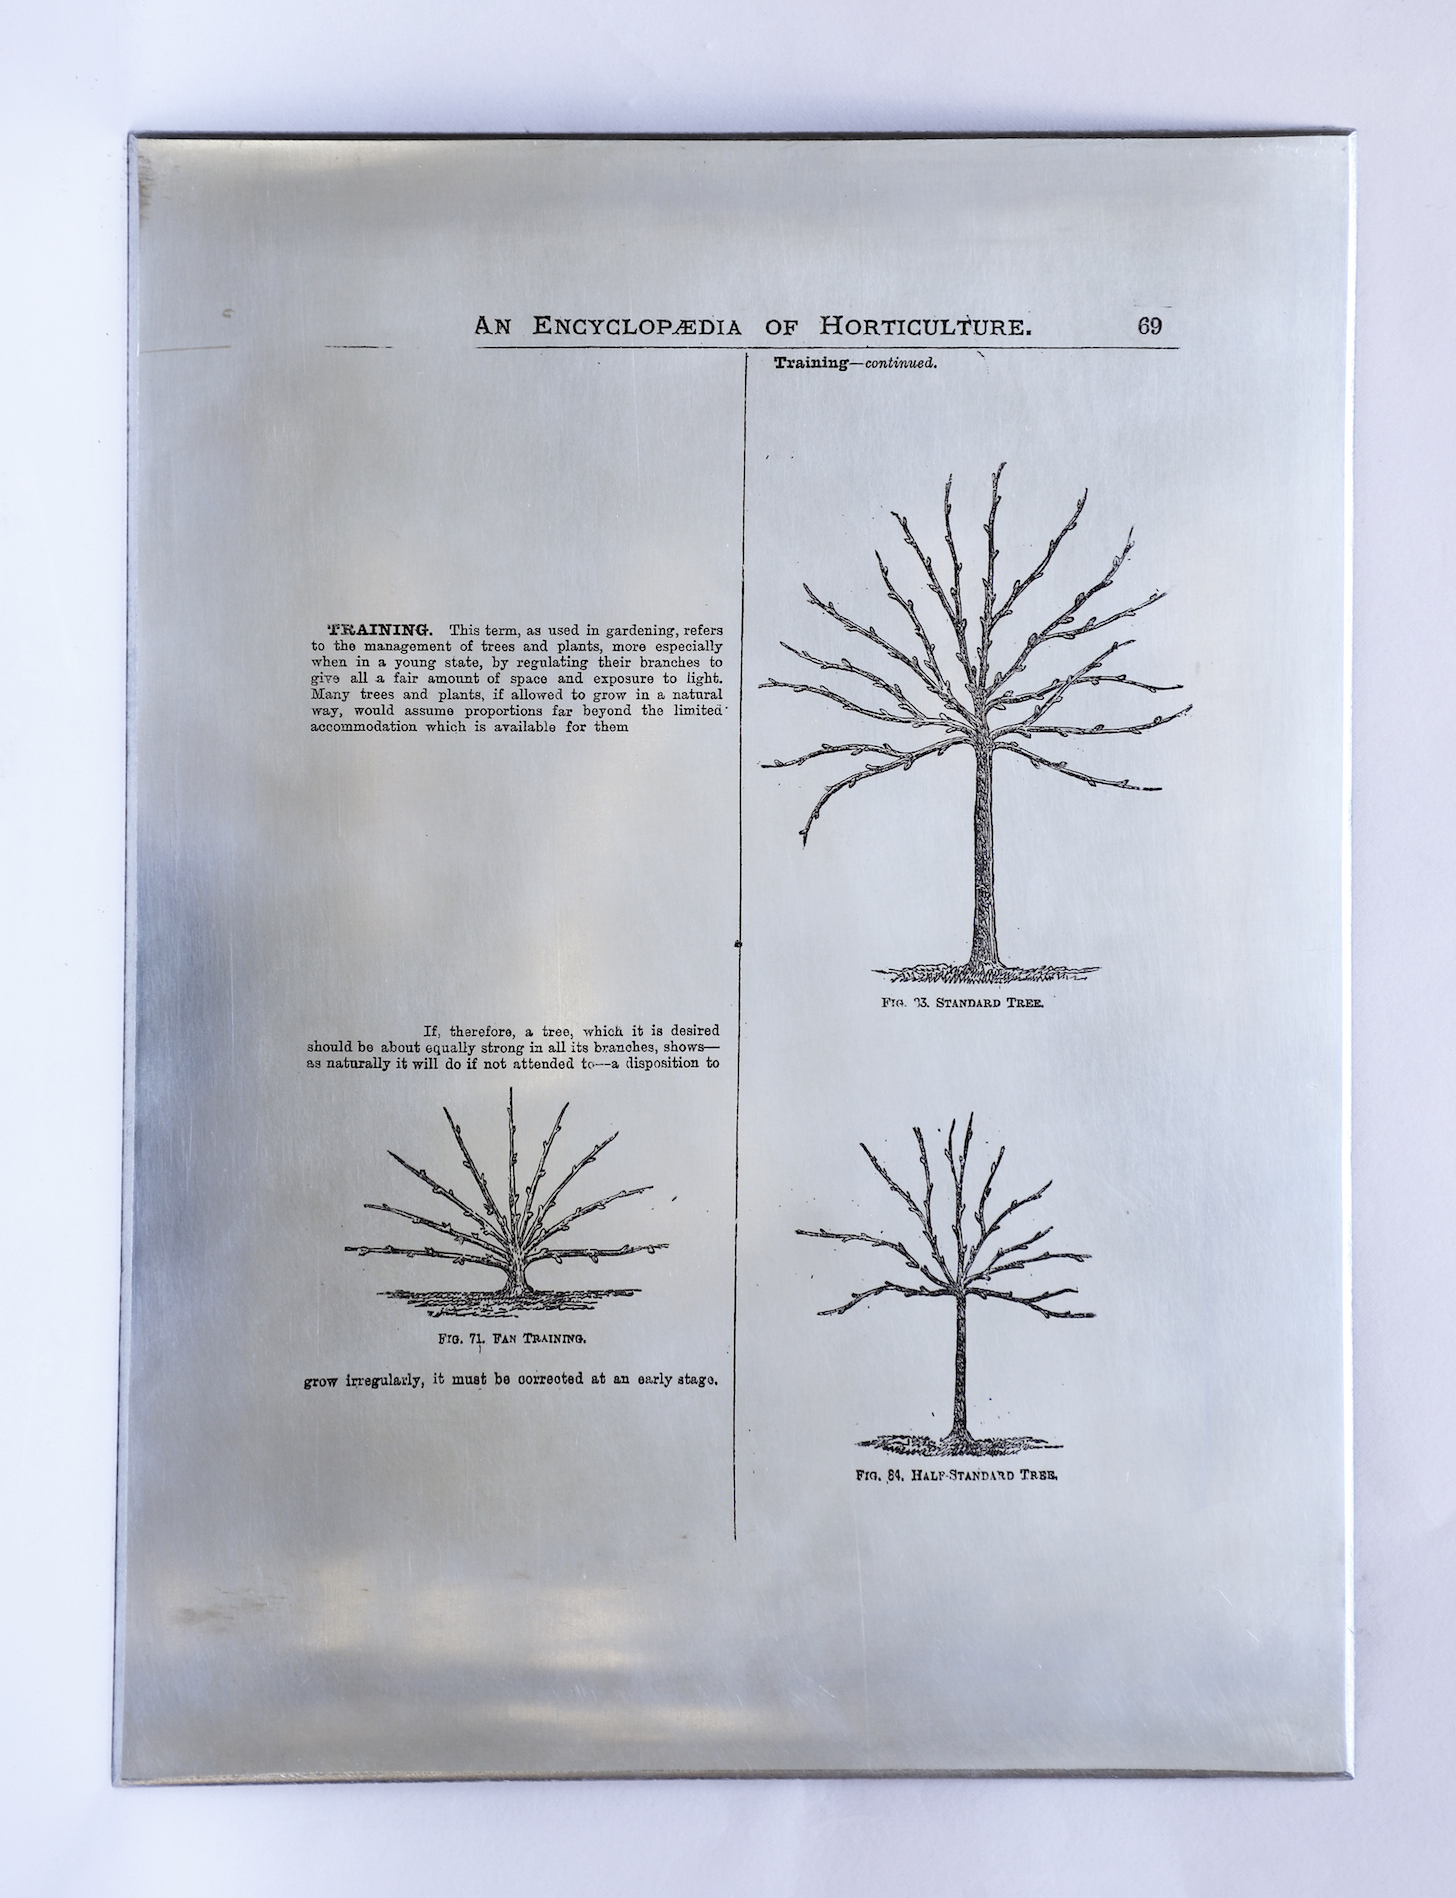 AN ENCYCLOPÆDIA OF HORTICULTURE. 69
TRAINING. This term, as used in gardening, refers
to the management of trees and plants, more especially
when in a young state, by regulating their branches to
give all a fair amount of space and exposure to light.
Many trees and plants, if allowed to grow in a natural
way, would assume proportions far beyond the limited
accommodation which is available for them
If, therefore, a tree, which it is desired
should be about equally strong in all its branches, shows—
as naturally it will do if not attended to—a disposition to
FIG. 71. FAN TRAINING.
grow irregularly, it must be corrected at an early stage.
Training—continued.
FIG. STANDARD TREE.
FIG. 84. HALF-STANDARD TREE.